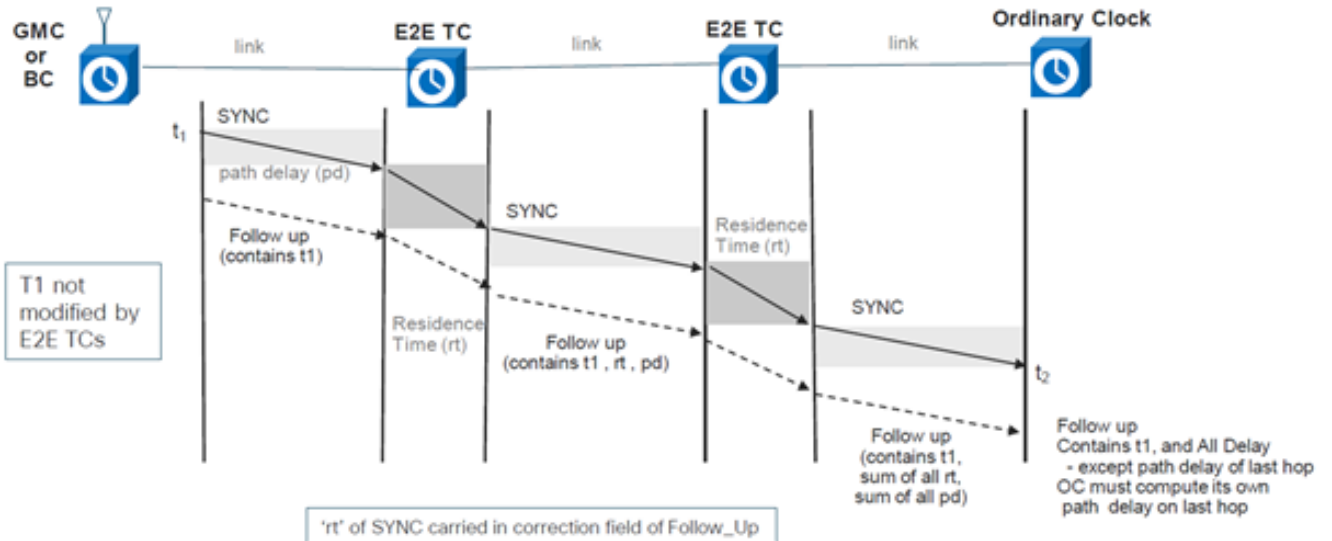 GMC
or
BC
link
E2E TC
link
E2E TC
link
Ordinary Clock
SYNC
t1
path delay (pd)
Follow up
(contains t1)
T1 not
modified by
E2E TCs
SYNC
Residence
Time (rt)
Follow up
(contains t1 , rt , pd)
Residence
Time (rt)
SYNC
t2
Follow up
(contains t1,
sum of all rt,
sum of all pd)
Follow up
Contains t1, and All Delay
- except path delay of last hop
OC must compute its own
path delay on last hop
'rt' of SYNC carried in correction field of Follow_Up